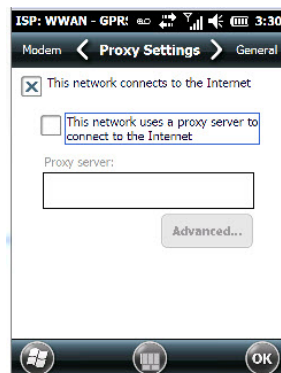 ISP: WWAN - GPR! 3:30
Modem Proxy Settings General
This network connects to the Internet
This network uses a proxy server to
connect to the Internet
Proxy server:
Advanced...
OK